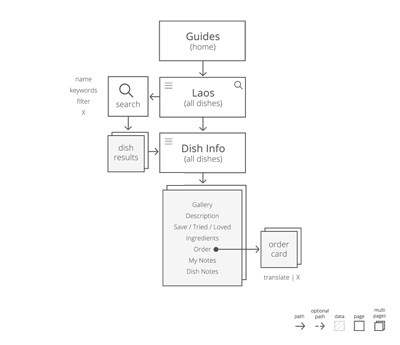 Guides
(home)
name
keywords
filter
X
search
Laos
(all dishes)
dish
results
Dish Info
(all dishes)
Gallery
Description
Save / Tried / Loved
Ingredients
Order
My Notes
Dish Notes
order
card
translate | X
path
optional
path
data
page
multi
pages